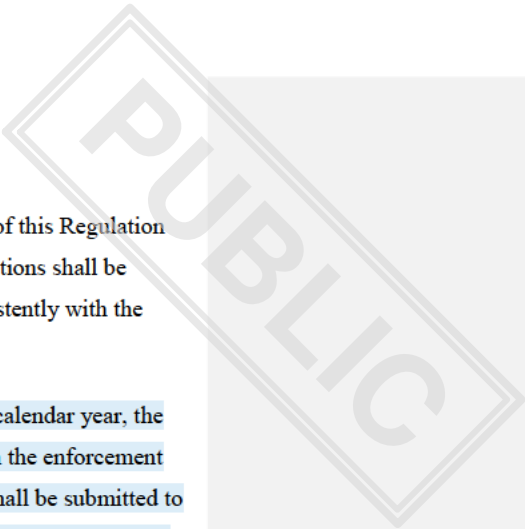 of this Regulation
tions shall be
stently with the
calendar year, the
the enforcement
hall be submitted to
PUBLIC